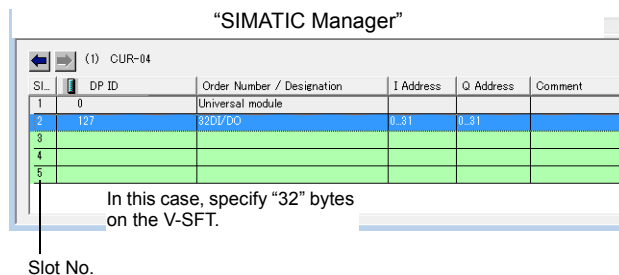 “SIMATIC Manager”
(1) CUR-04
Sl... DP ID Order Number / Designation I Address Q Address Comment
1 0 Universal module
2 127 32DI/DO 0..31 0..31
3
4
5
In this case, specify “32” bytes
on the V-SFT.
Slot No.